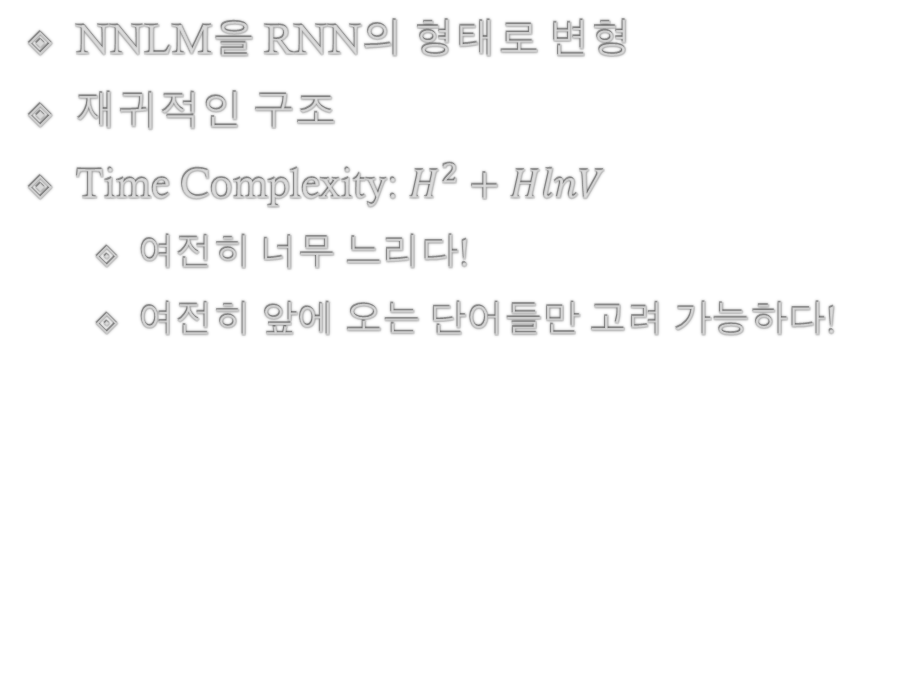 NNLM을 RNN의 형태로 변형
재귀적인 구조
Time Complexity: H² + HlnV
여전히 너무 느리다!
여전히 앞에 오는 단어들만 고려 가능하다!